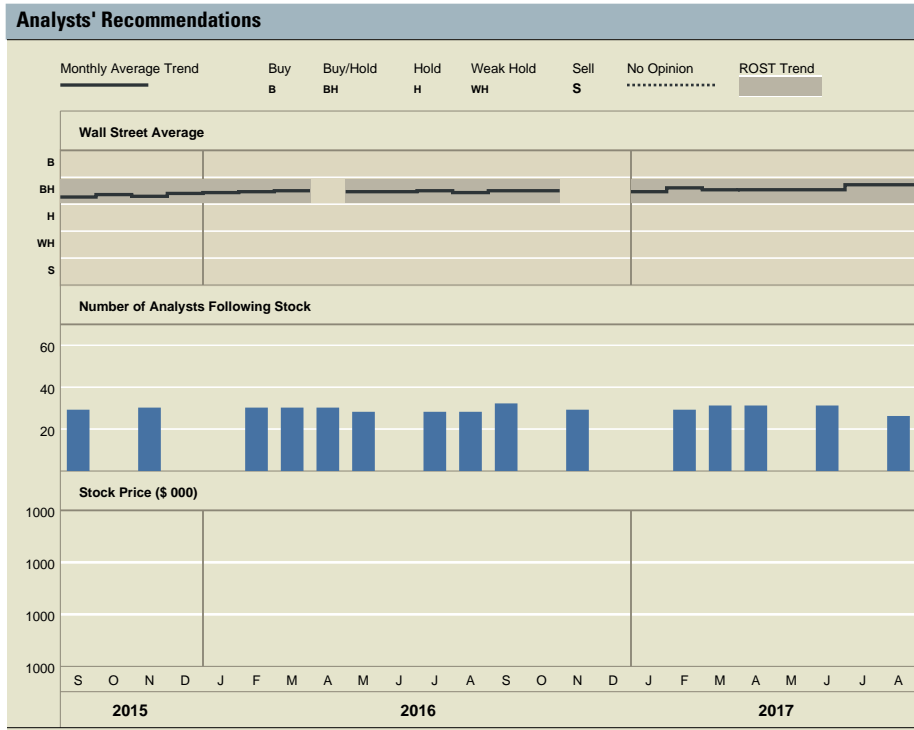 Analysts' Recommendations
Monthly Average Trend Buy Buy/Hold Hold Weak Hold Sell No Opinion ROST Trend
B BH H WH S
Wall Street Average
B
BH
H
WH
S
Number of Analysts Following Stock
60
40
20
Stock Price ($ 000)
1000
1000
1000
1000
S O N D J F M A M J J A S O N D J F M A M J J A
2015 2016 2017